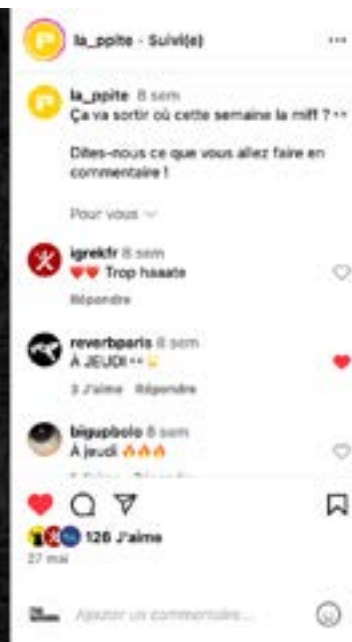 la_ppite · Suivi(e)
la_ppite 8 sem
Ça va sortir où cette semaine la miff ? 👀
Dites-nous ce que vous allez faire en
commentaire !
Pour vous
igrekfr 8 sem
❤️❤️ Trop haaate
Répondre
reverbparis 8 sem
À JEUDI 👀
3 J'aime Répondre
bigupbolo 8 sem
À jeudi 🔥🔥🔥
126 J'aime
27 mai
Ajouter un commentaire...